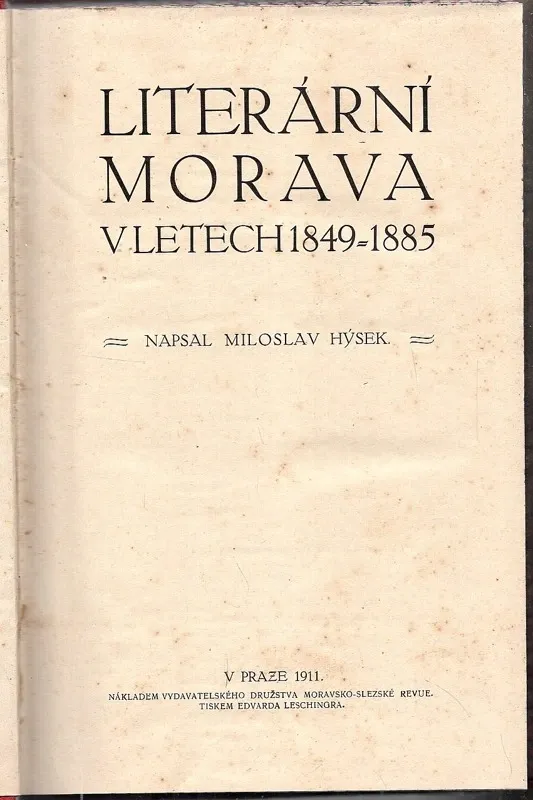 LITERÁRNÍ
MORAVA
V LETECH 1849-1885
NAPSAL MILOSLAV HÝSEK.
V PRAZE 1911.
NÁKLADEM VYDAVATELSKÉHO DRUŽSTVA MORAVSKO-SLEZSKÉ REVUE.
TISKEM EDVARDA LESCHINGRA.